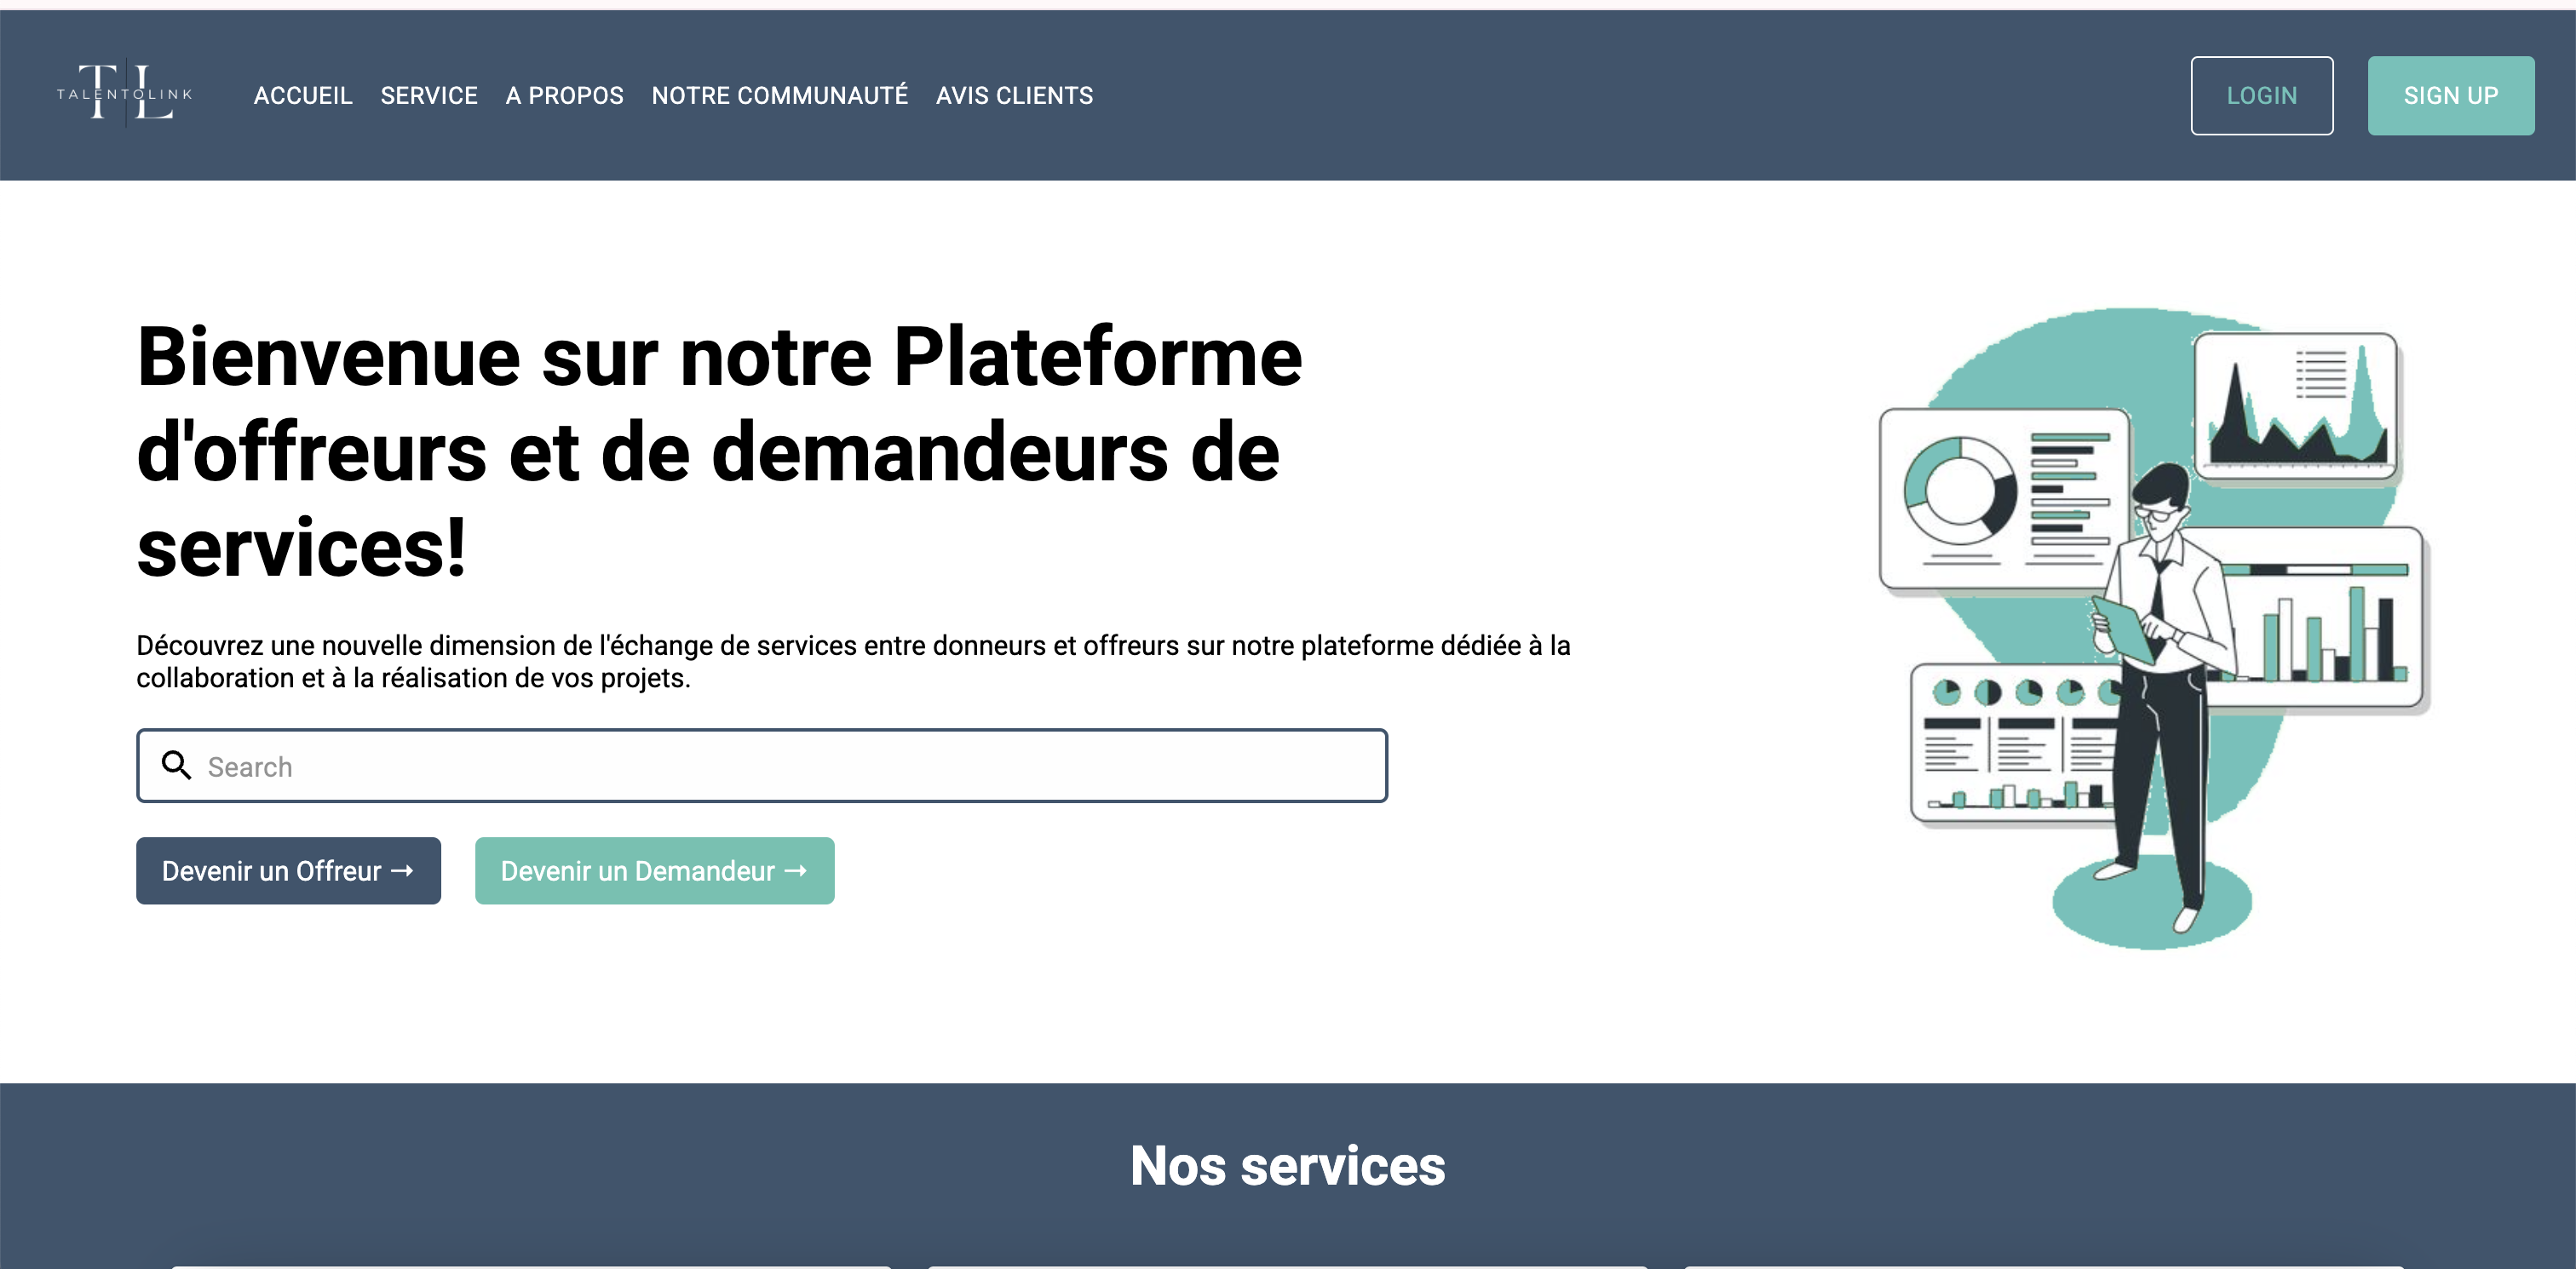 TL
TALENTOLINK
ACCUEIL SERVICE A PROPOS NOTRE COMMUNAUTÉ AVIS CLIENTS
LOGIN SIGN UP
Bienvenue sur notre Plateforme
d'offreurs et de demandeurs de
services!
Découvrez une nouvelle dimension de l'échange de services entre donneurs et offreurs sur notre plateforme dédiée à la
collaboration et à la réalisation de vos projets.
Search
Devenir un Offreur → Devenir un Demandeur →
Nos services